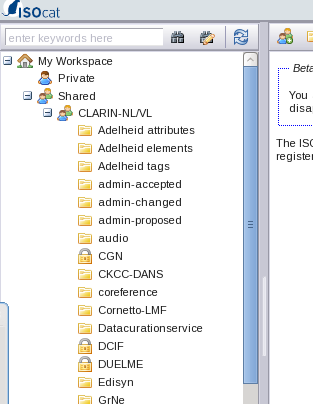 ISOcat
enter keywords here
My Workspace
Beta
Private
Shared
You
disa
CLARIN-NL/VL
Adelheid attributes
The ISO
Adelheid elements
register
Adelheid tags
admin-accepted
admin-changed
admin-proposed
audio
CGN
CKCC-DANS
coreference
Cornetto-LMF
Datacurationservice
DCIF
DUELME
Edisyn
GrNe